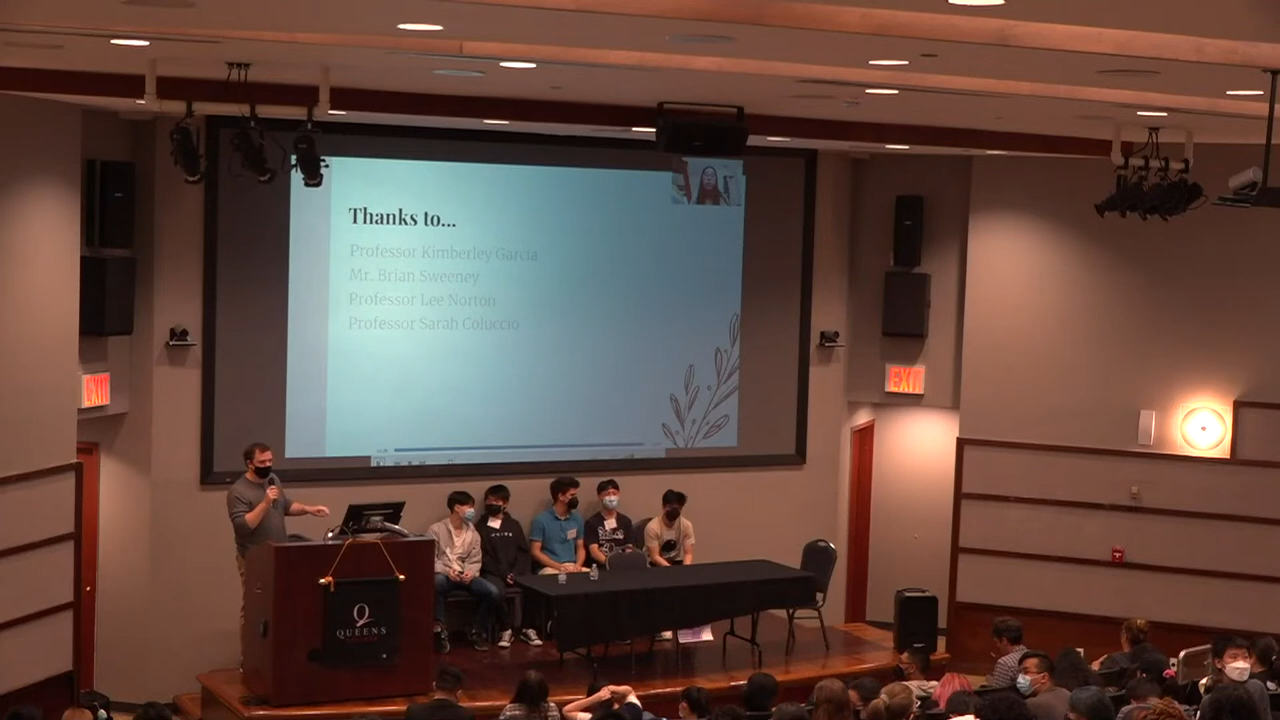 Thanks to...
Professor Kimberley Garcia
Mr. Brian Sweeney
Professor Lee Norton
Professor Sarah Coluccio
EXIT
EXIT
Q
QUEENS